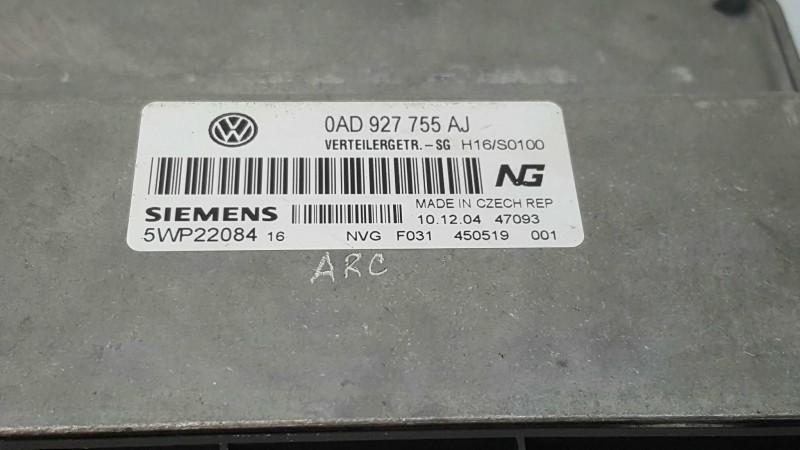 0AD 927 755 AJ
VERTEILERGETR.-SG H16/S0100
NG
MADE IN CZECH REP
SIEMENS 10.12.04 47093
5WP22084 16 NVG F031 450519 001
ARC